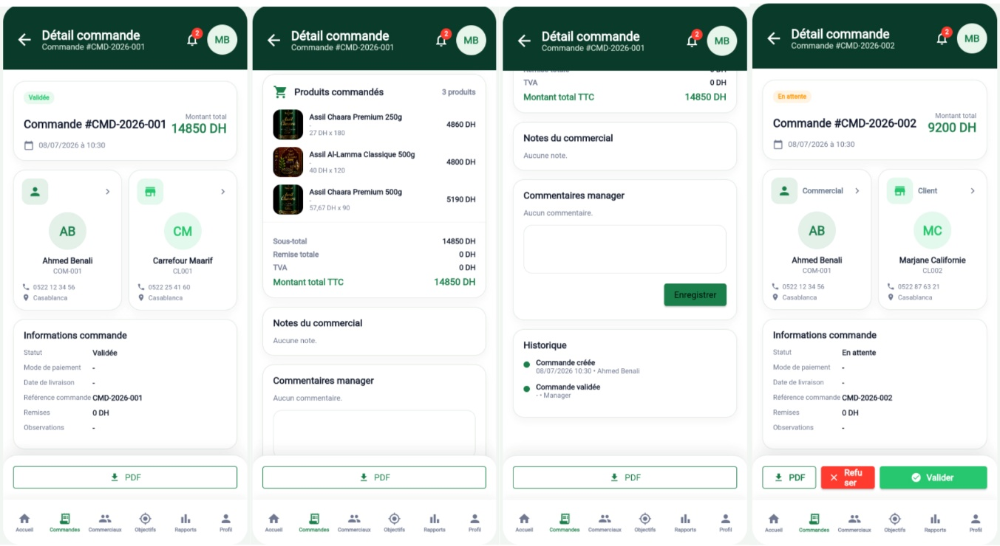 Détail commande
Commande #CMD-2026-001
2
MB
Validée
Commande #CMD-2026-001
Montant total
14850 DH
08/07/2026 à 10:30
AB
Ahmed Benali
COM-001
0522 12 34 56
Casablanca
CM
Carrefour Maarif
CL001
0522 25 41 60
Casablanca
Informations commande
Statut Validée
Mode de paiement -
Date de livraison -
Référence commande CMD-2026-001
Remises 0 DH
Observations -
PDF
Accueil Commandes Commerciaux Objectifs Rapports Profil
Détail commande
Commande #CMD-2026-001
2
MB
Produits commandés 3 produits
Assil Chaara Premium 250g
-
27 DH x 180
4860 DH
Assil Al-Lamma Classique 500g
-
40 DH x 120
4800 DH
Assil Chaara Premium 500g
-
57,67 DH x 90
5190 DH
Sous-total 14850 DH
Remise totale 0 DH
TVA 0 DH
Montant total TTC 14850 DH
Notes du commercial
Aucune note.
Commentaires manager
Aucun commentaire.
PDF
Accueil Commandes Commerciaux Objectifs Rapports Profil
Détail commande
Commande #CMD-2026-001
2
MB
Remise totale 0 DH
TVA 0 DH
Montant total TTC 14850 DH
Notes du commercial
Aucune note.
Commentaires manager
Aucun commentaire.
Enregistrer
Historique
Commande créée
08/07/2026 10:30 • Ahmed Benali
Commande validée
- • Manager
PDF
Accueil Commandes Commerciaux Objectifs Rapports Profil
Détail commande
Commande #CMD-2026-002
2
MB
En attente
Commande #CMD-2026-002
Montant total
9200 DH
08/07/2026 à 10:30
Commercial
AB
Ahmed Benali
COM-001
0522 12 34 56
Casablanca
Client
MC
Marjane Californie
CL002
0522 87 63 21
Casablanca
Informations commande
Statut En attente
Mode de paiement -
Date de livraison -
Référence commande CMD-2026-002
Remises 0 DH
Observations -
PDF
Refu
ser
Valider
Accueil Commandes Commerciaux Objectifs Rapports Profil